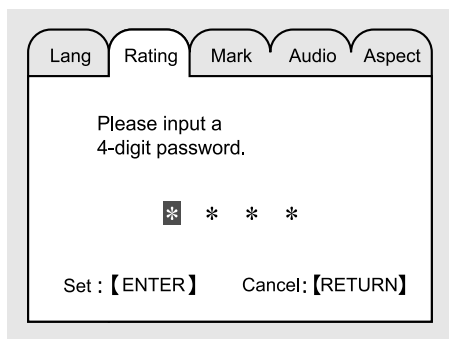 Lang Rating Mark Audio Aspect
Please input a
4-digit password.
* * * *
Set :【ENTER】 Cancel:【RETURN】